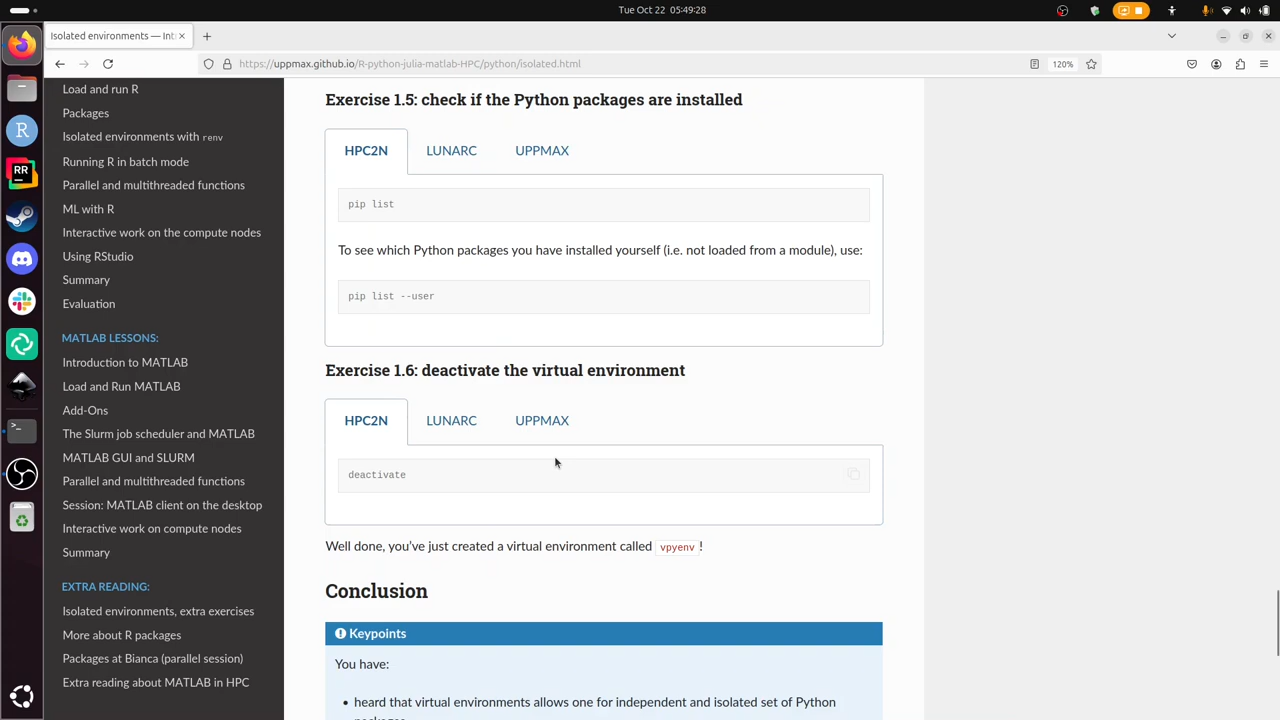 Tue Oct 22 05:49:28
Isolated environments — Int
https://uppmax.github.io/R-python-julia-matlab-HPC/python/isolated.html
120%
Load and run R
Packages
Isolated environments with renv
Running R in batch mode
Parallel and multithreaded functions
ML with R
Interactive work on the compute nodes
Using RStudio
Summary
Evaluation
MATLAB LESSONS:
Introduction to MATLAB
Load and Run MATLAB
Add-Ons
The Slurm job scheduler and MATLAB
MATLAB GUI and SLURM
Parallel and multithreaded functions
Session: MATLAB client on the desktop
Interactive work on compute nodes
Summary
EXTRA READING:
Isolated environments, extra exercises
More about R packages
Packages at Bianca (parallel session)
Extra reading about MATLAB in HPC
Exercise 1.5: check if the Python packages are installed
HPC2N LUNARC UPPMAX
pip list
To see which Python packages you have installed yourself (i.e. not loaded from a module), use:
pip list --user
Exercise 1.6: deactivate the virtual environment
HPC2N LUNARC UPPMAX
deactivate
Well done, you've just created a virtual environment called vpyenv !
Conclusion
Keypoints
You have:
• heard that virtual environments allows one for independent and isolated set of Python
packages
R
RR